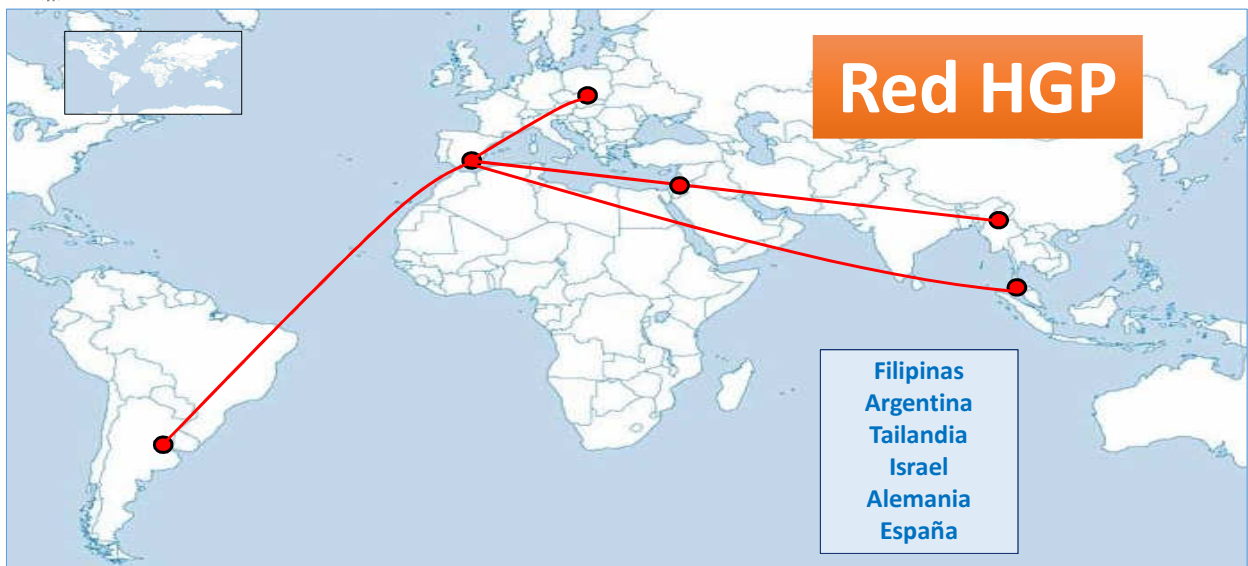 Red HGP
Filipinas
Argentina
Tailandia
Israel
Alemania
España